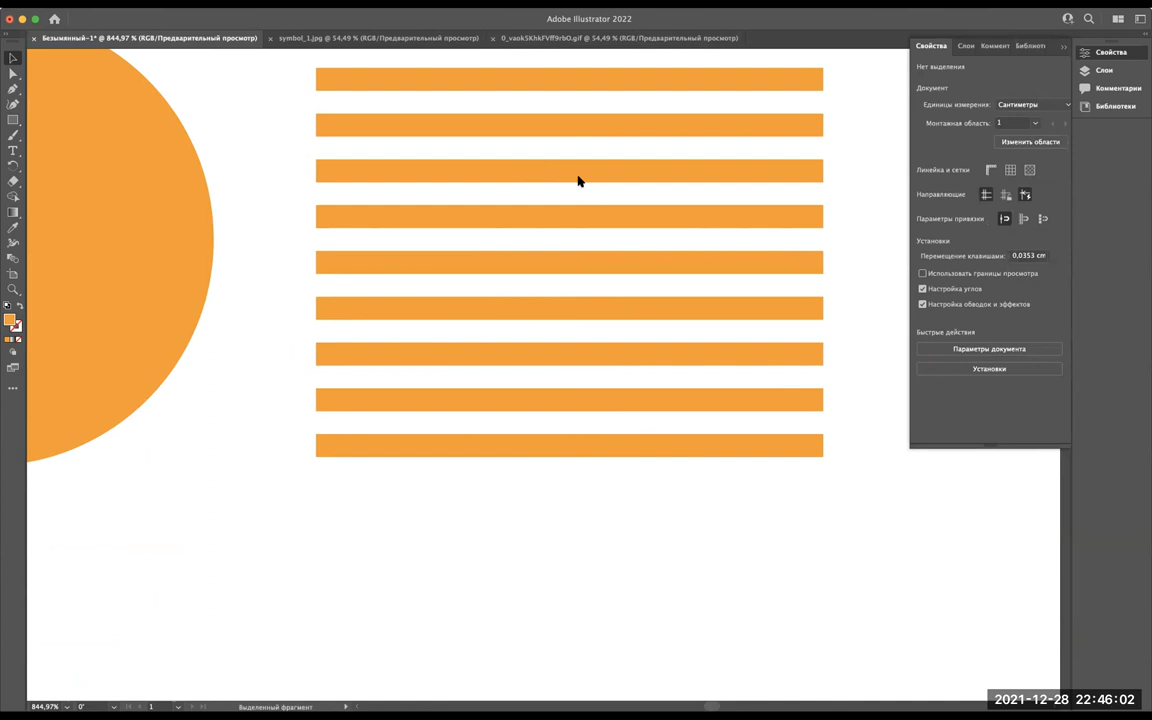 Adobe Illustrator 2022
Безымянный-1* @ 844,97 % (RGB/Предварительный просмотр)
symbol_1.jpg @ 54,49 % (RGB/Предварительный просмотр)
0_vaok5KhkFVff9rbO.gif @ 54,49 % (RGB/Предварительный просмотр)
Свойства Слои Коммент Библиот
Нет выделения
Документ
Единицы измерения: Сантиметры
Монтажная область: 1
Изменить области
Линейка и сетки
Направляющие
Параметры привязки
Установки
Перемещение клавишами: 0,0353 cm
Использовать границы просмотра
Настройка углов
Настройка обводок и эффектов
Быстрые действия
Параметры документа
Установки
Свойства
Слои
Комментарии
Библиотеки
844,97% 0° 1 Выделенный фрагмент
2021-12-28 22:46:02